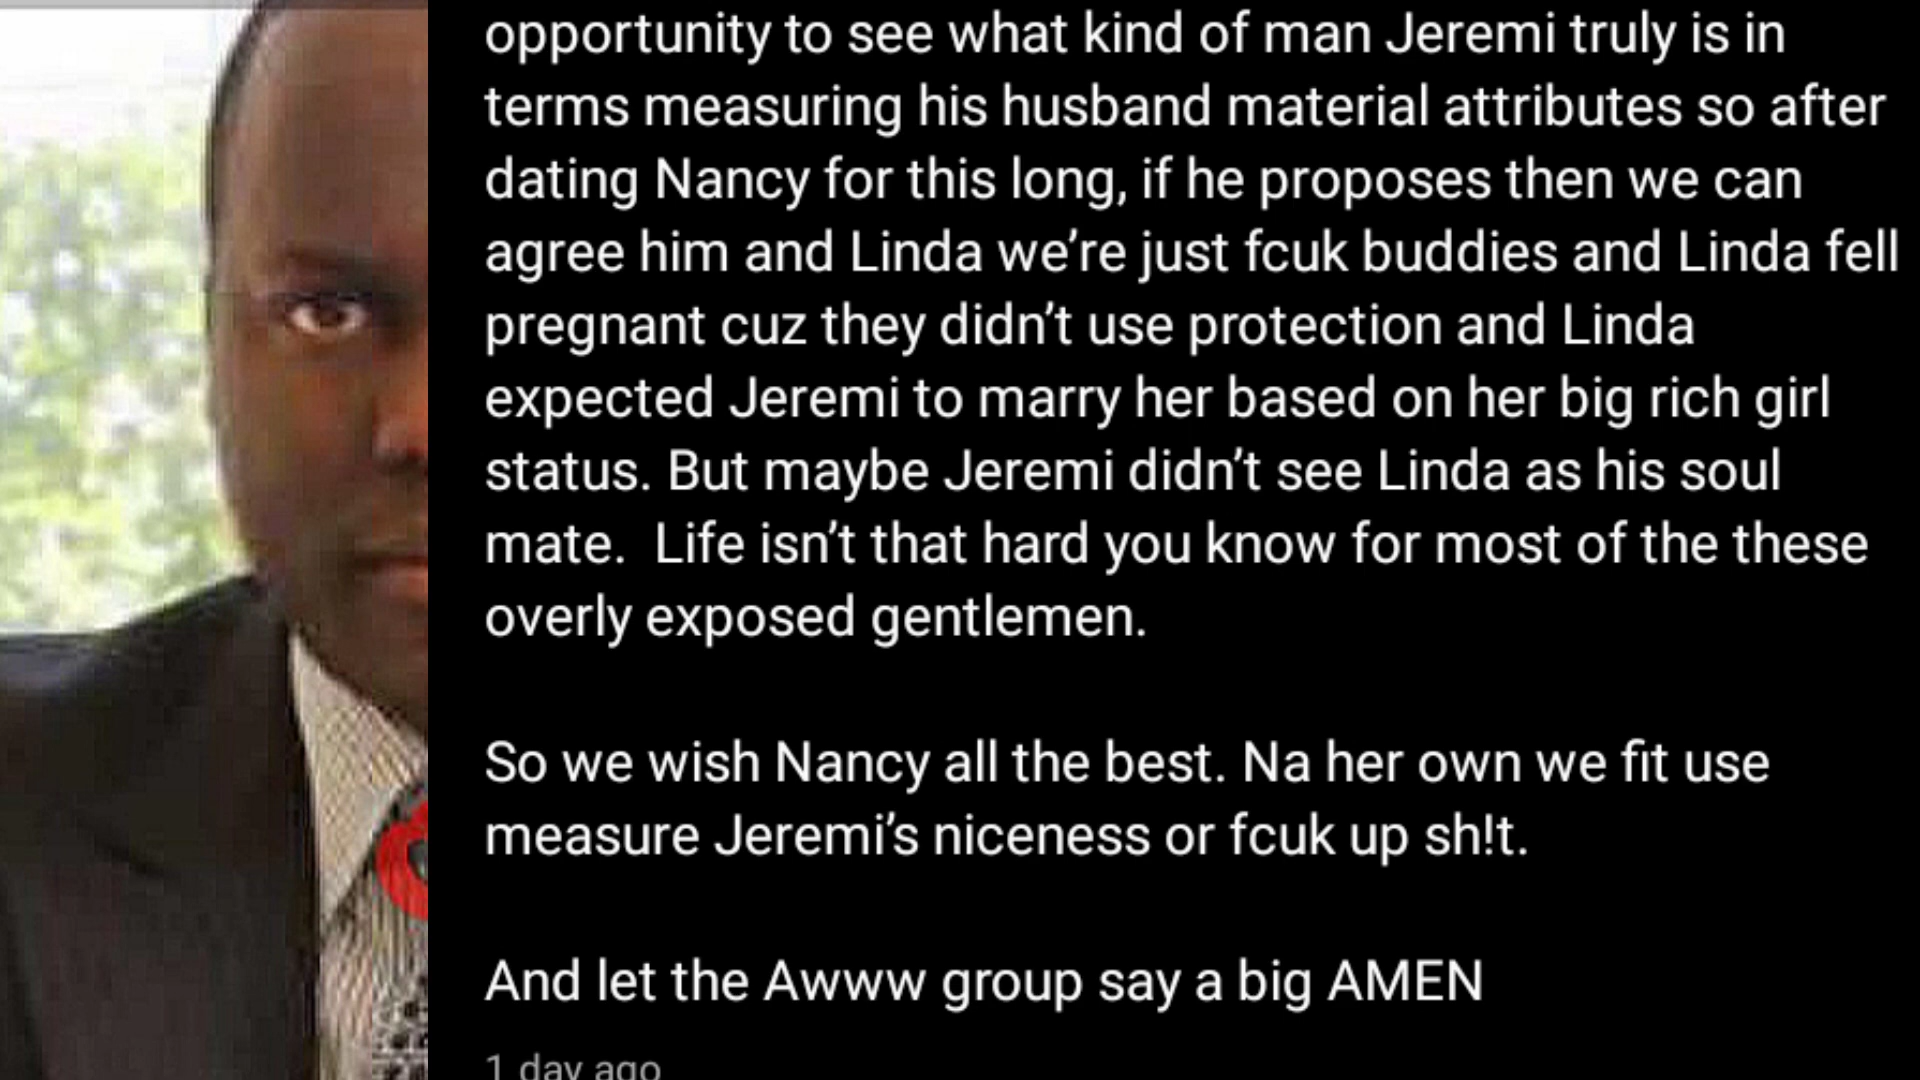 opportunity to see what kind of man Jeremi truly is in
terms measuring his husband material attributes so after
dating Nancy for this long, if he proposes then we can
agree him and Linda we’re just fcuk buddies and Linda fell
pregnant cuz they didn’t use protection and Linda
expected Jeremi to marry her based on her big rich girl
status. But maybe Jeremi didn’t see Linda as his soul
mate.  Life isn’t that hard you know for most of the these
overly exposed gentlemen.
So we wish Nancy all the best. Na her own we fit use
measure Jeremi’s niceness or fcuk up sh!t.
And let the Awww group say a big AMEN
1 day ago